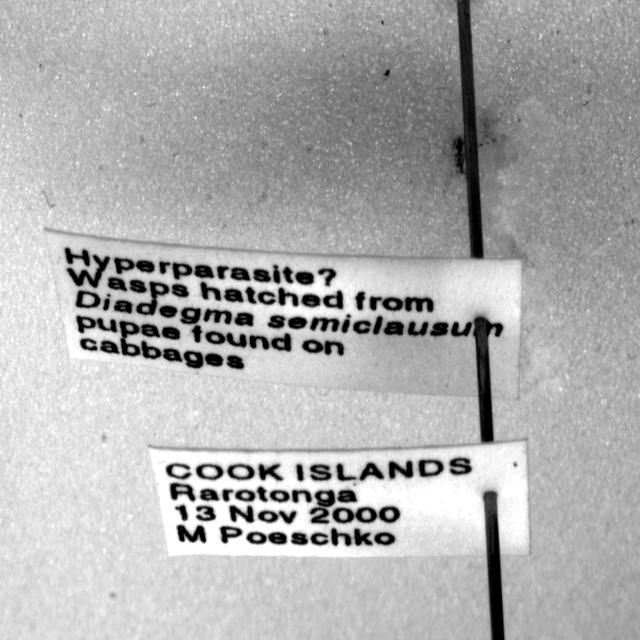 Hyperparasite?
Wasps hatched from
Diadegma semiclausum
pupae found on
cabbages
COOK ISLANDS
Rarotonga
13 Nov 2000
M Poeschko